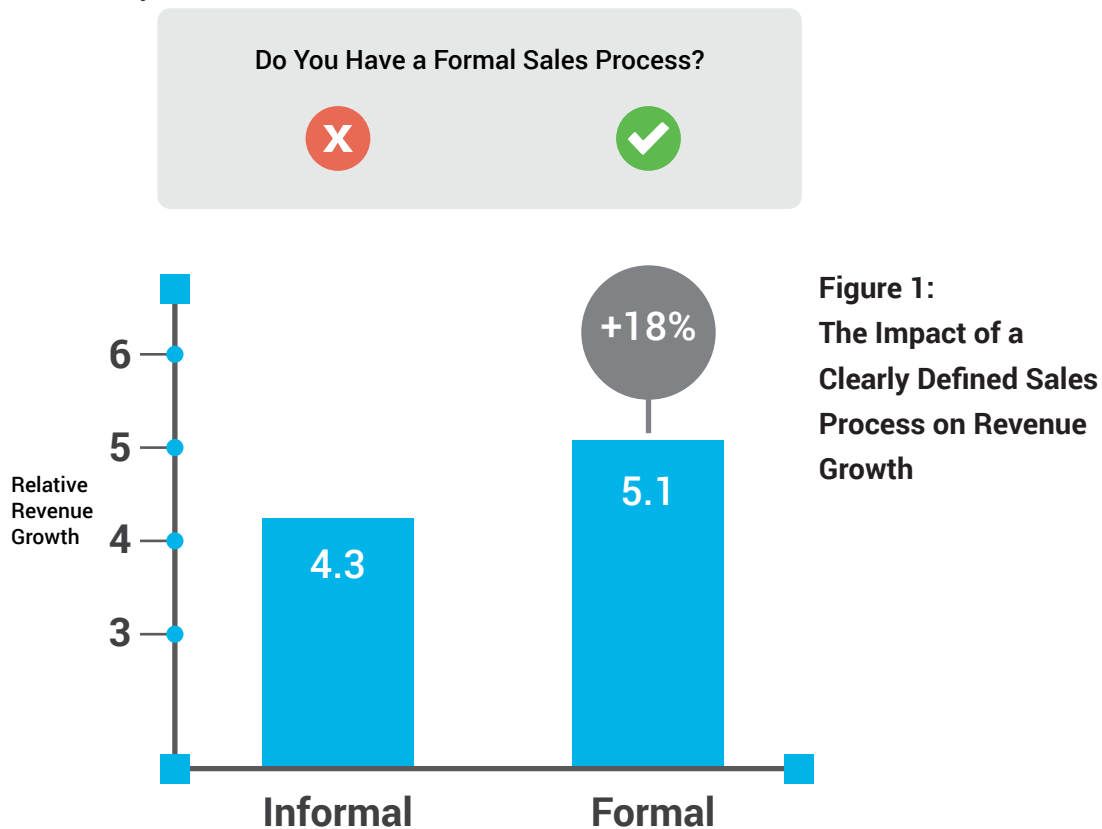 Do You Have a Formal Sales Process?
X
+18%
Figure 1:
The Impact of a
Clearly Defined Sales
Process on Revenue
Growth
6
5
4
3
Relative
Revenue
Growth
4.3
5.1
Informal
Formal